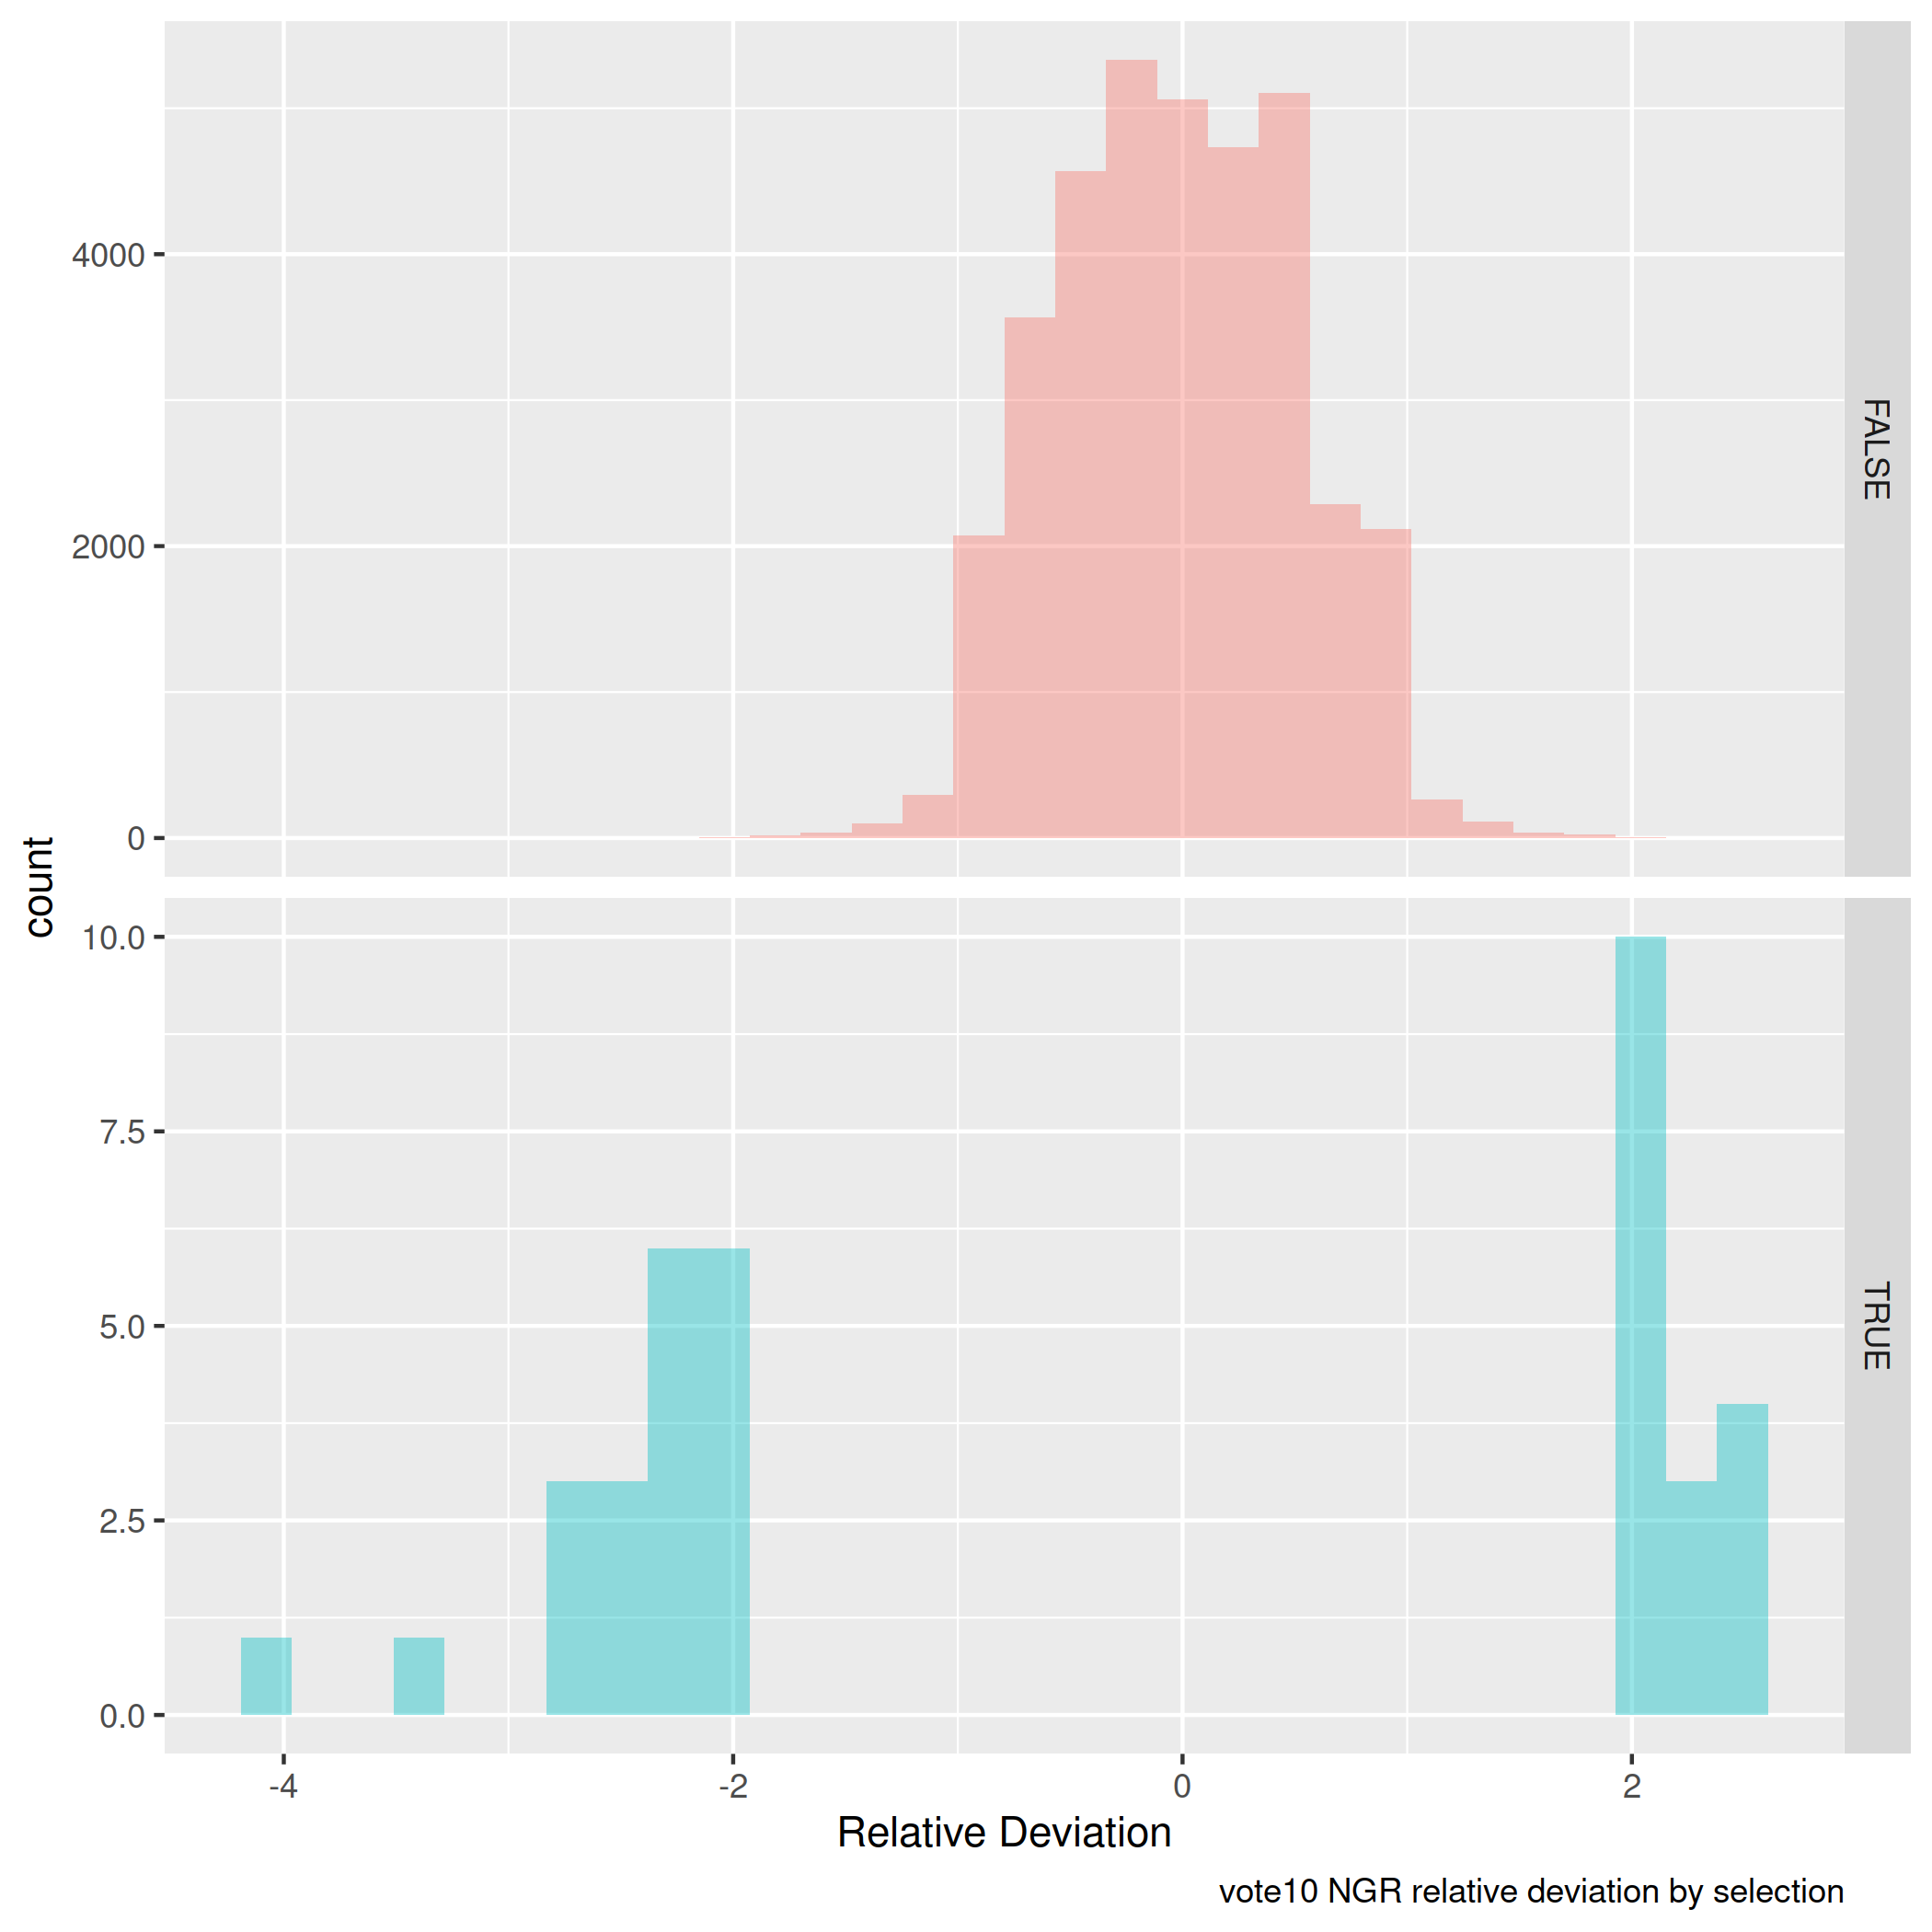 4000
2000
0
FALSE
count
10.0
7.5
5.0
2.5
0.0
TRUE
-4
-2
0
2
Relative Deviation
vote10 NGR relative deviation by selection